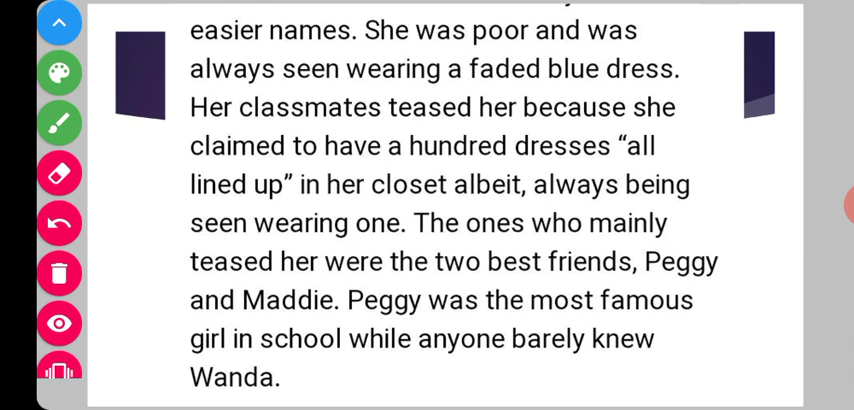 easier names. She was poor and was
always seen wearing a faded blue dress.
Her classmates teased her because she
claimed to have a hundred dresses “all
lined up” in her closet albeit, always being
seen wearing one. The ones who mainly
teased her were the two best friends, Peggy
and Maddie. Peggy was the most famous
girl in school while anyone barely knew
Wanda.